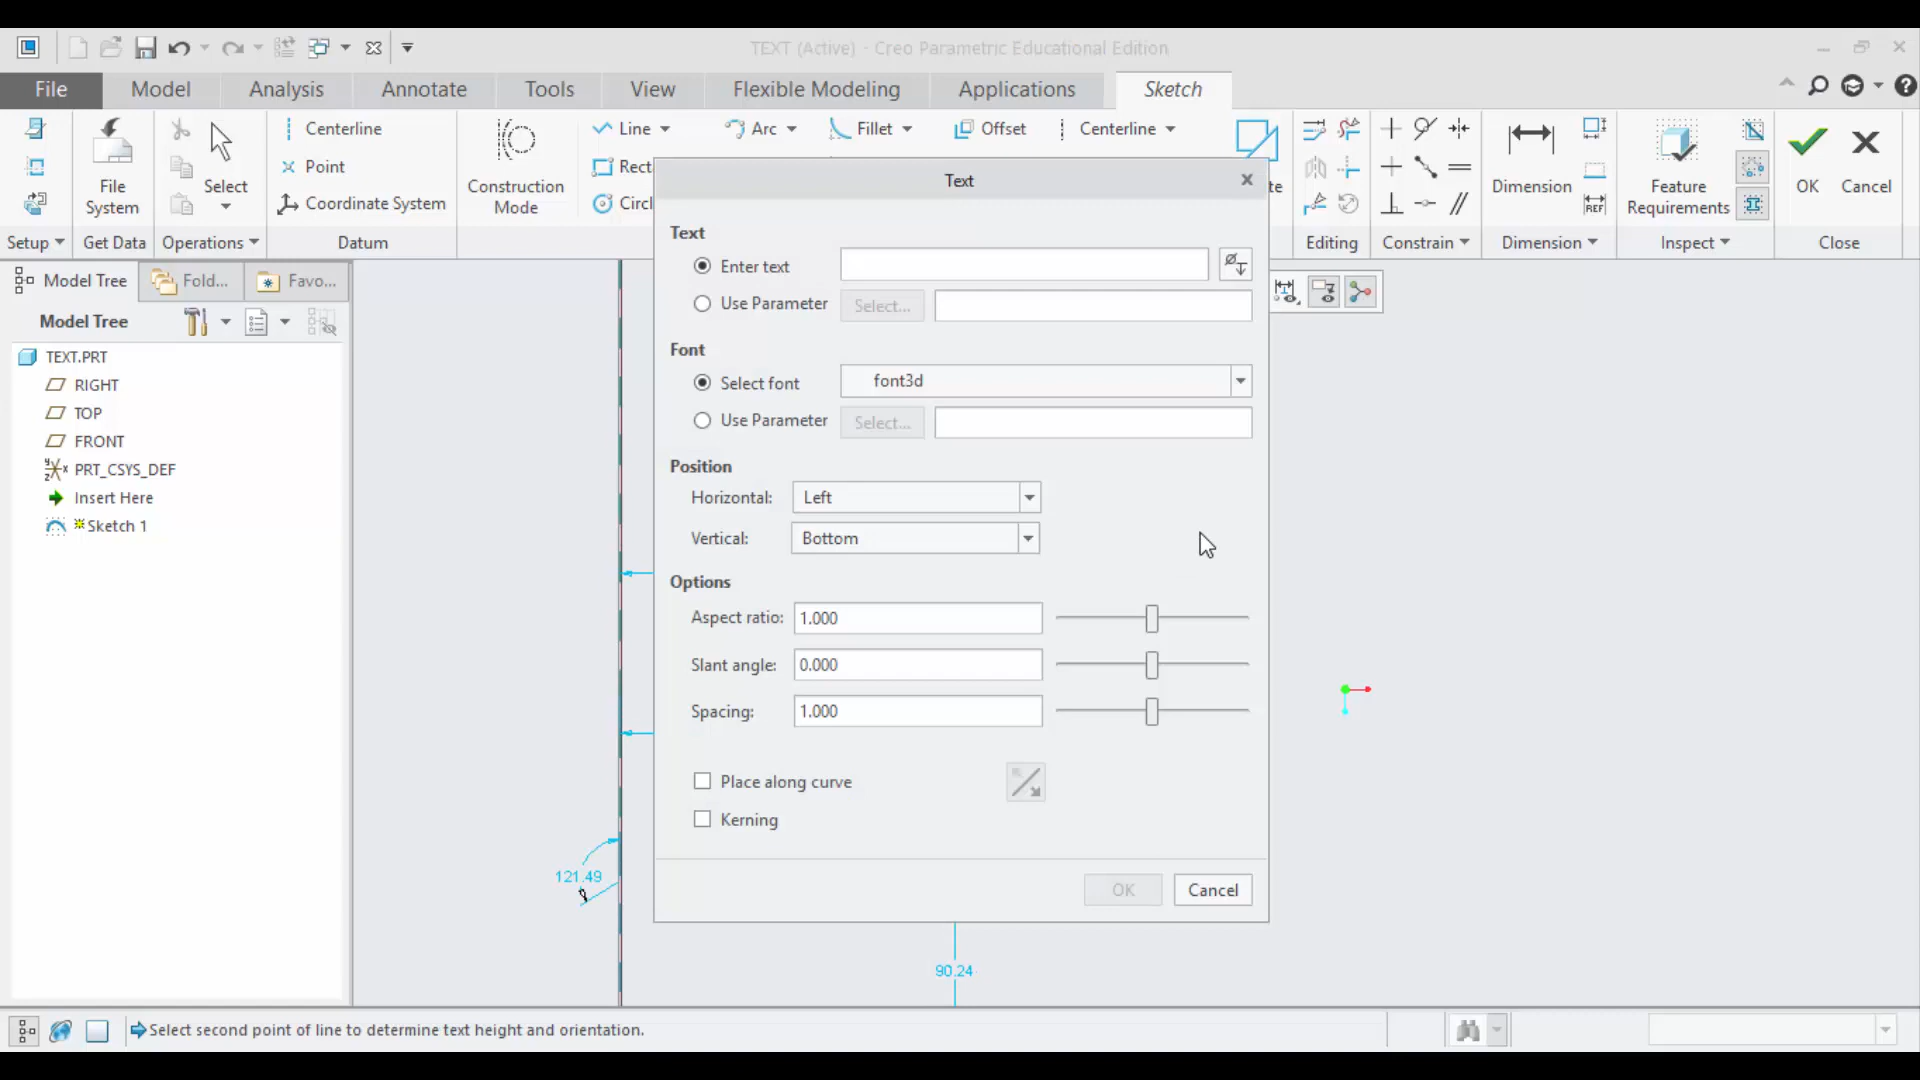 TEXT (Active) - Creo Parametric Educational Edition
File Model Analysis Annotate Tools View Flexible Modeling Applications Sketch
Centerline Line Arc Fillet Offset Centerline
Point Rect
File System Select Construction Mode Dimension Feature Requirements OK Cancel
Coordinate System Circl
Setup Get Data Operations Datum Editing Constrain Dimension Inspect Close
REF
Model Tree Fold... Favo...
Model Tree
TEXT.PRT
RIGHT
TOP
FRONT
PRT_CSYS_DEF
Insert Here
Sketch 1
Text
Text
Enter text
Use Parameter Select...
Font
Select font font3d
Use Parameter Select...
Position
Horizontal: Left
Vertical: Bottom
Options
Aspect ratio: 1.000
Slant angle: 0.000
Spacing: 1.000
Place along curve
Kerning
OK Cancel
121.49
90.24
Select second point of line to determine text height and orientation.